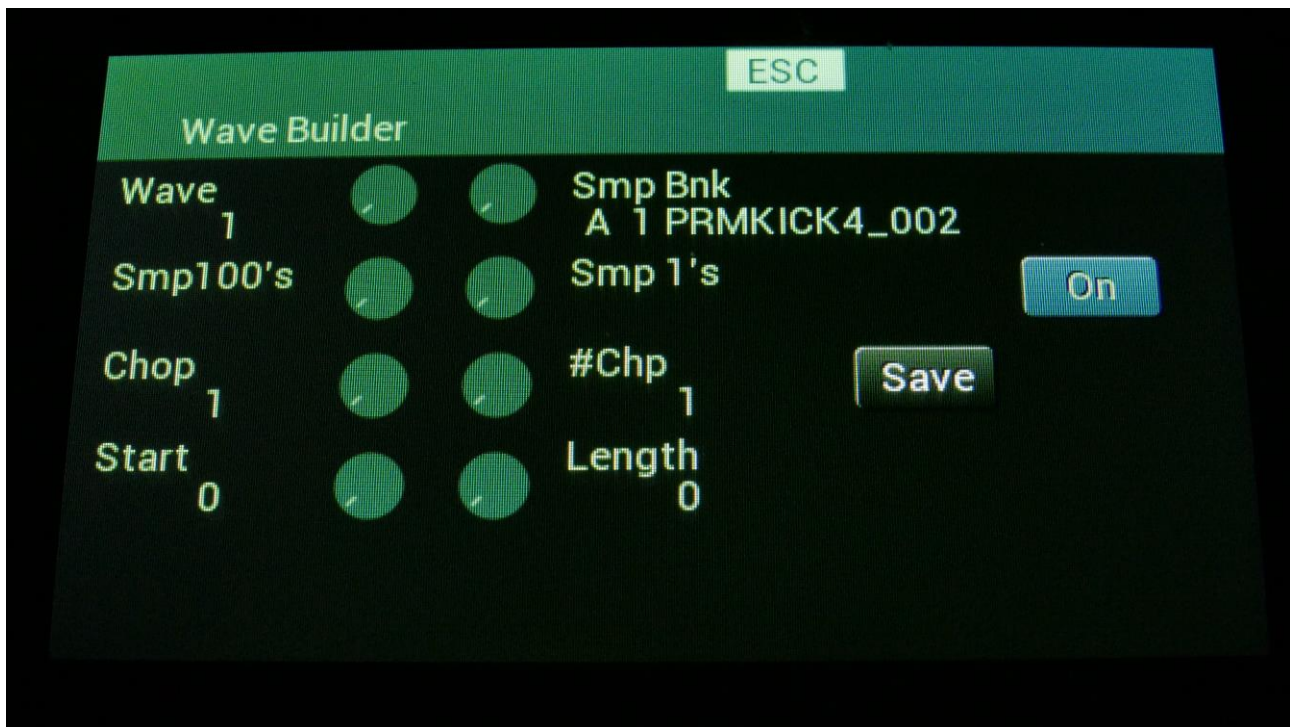 ESC
Wave Builder
Wave
1
Smp Bnk
A 1 PRMKICK4_002
Smp100's
Smp 1's
On
Chop
1
#Chp
1
Save
Start
0
Length
0